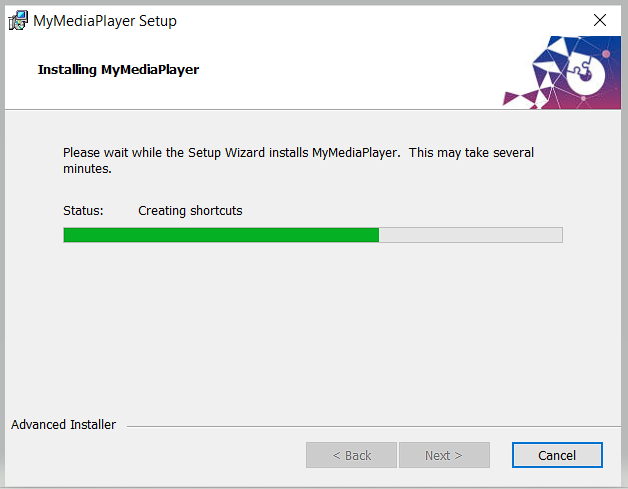 MyMediaPlayer Setup
Installing MyMediaPlayer
Please wait while the Setup Wizard installs MyMediaPlayer.  This may take several
minutes.
Status: Creating shortcuts
Advanced Installer
< Back Next > Cancel